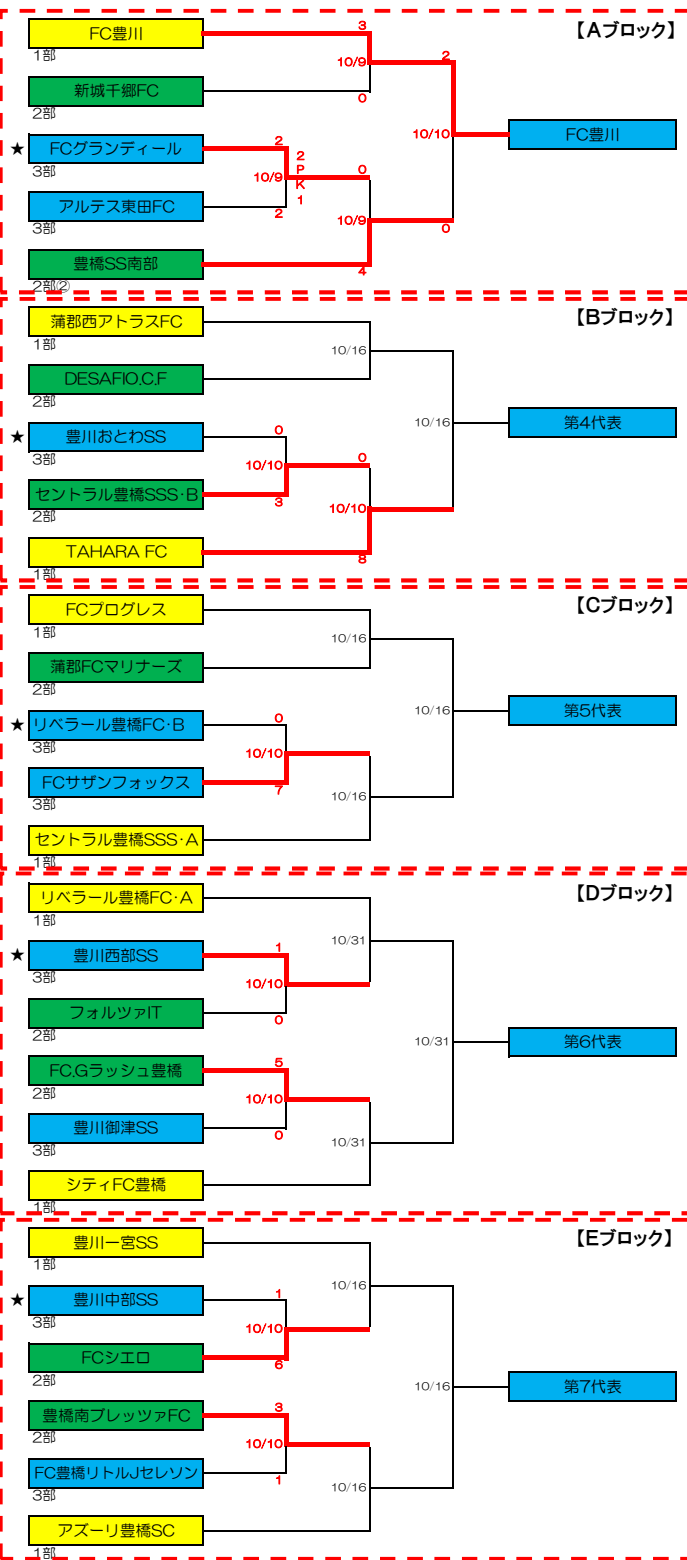 【Aブロック】
FC豊川
1部
3
10/9
2
新城千郷FC
2部
0
10/10
FC豊川
★
FCグランディール
3部
2
10/9
2
P
K
1
0
アルテス東田FC
3部
2
10/9
0
豊橋SS南部
2部②
4
【Bブロック】
蒲郡西アトラスFC
1部
10/16
DESAFIO.C.F
2部
10/16
第4代表
★
豊川おとわSS
3部
0
10/10
0
セントラル豊橋SSS・B
2部
3
10/10
TAHARA FC
1部
8
【Cブロック】
FCプログレス
1部
10/16
蒲郡FCマリナーズ
2部
10/16
第5代表
★
リベラール豊橋FC・B
3部
0
10/10
FCサザンフォックス
3部
7
10/16
セントラル豊橋SSS・A
1部
【Dブロック】
リベラール豊橋FC・A
1部
10/31
★
豊川西部SS
3部
1
10/10
フォルツァIT
2部
0
10/31
第6代表
FC.Gラッシュ豊橋
2部
5
10/10
豊川御津SS
3部
0
10/31
シティFC豊橋
1部
【Eブロック】
豊川一宮SS
1部
10/16
★
豊川中部SS
3部
1
10/10
FCシエロ
2部
6
10/16
第7代表
豊橋南プレッツァFC
2部
3
10/10
FC豊橋リトルJセレソン
3部
1
10/16
アズーリ豊橋SC
1部